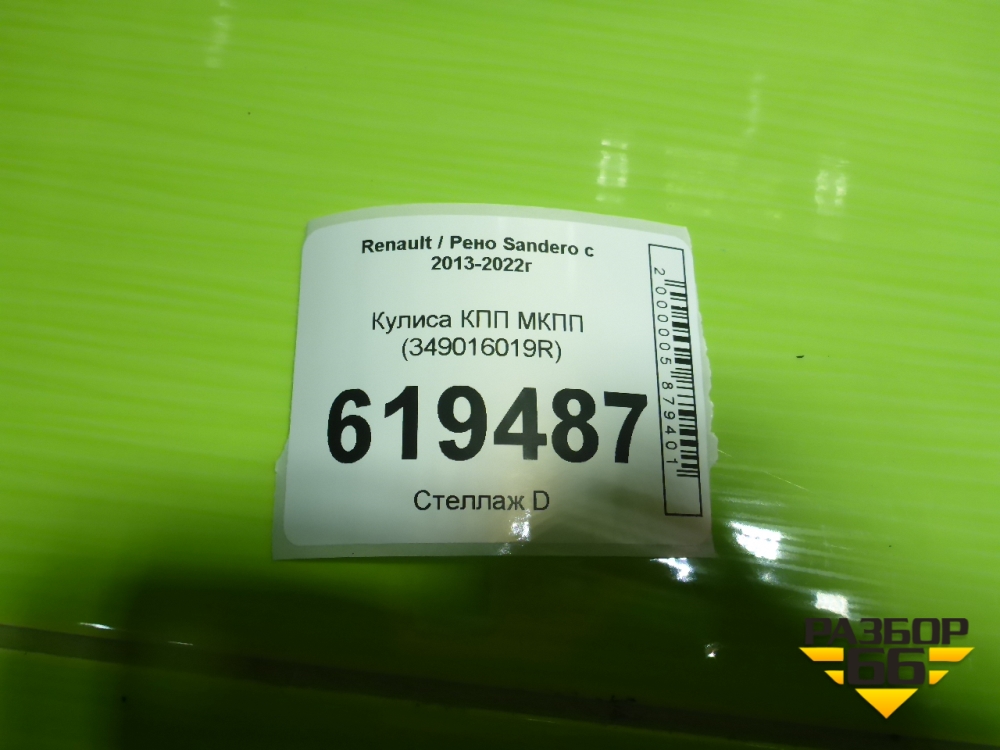 Renault / Рено Sandero с
2013-2022г
Кулиса КПП МКПП
(349016019R)
619487
Стеллаж D
2000005879401
РАЗБОР
66